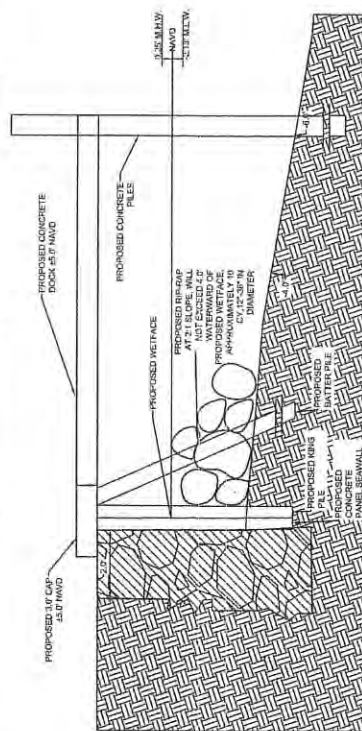 PROPOSED 3.0' CAP
±5.0' NAVD
2.0'
PROPOSED CONCRETE
DOCK ±5.0' NAVD
PROPOSED CONCRETE
PILES
0.25' M.H.W.
NAVD
-2.13' M.L.W.
PROPOSED WETFACE
PROPOSED RIP-RAP
AT 2:1 SLOPE, WILL
NOT EXCEED 4.0'
WATERWARD OF
PROPOSED WETFACE,
APPROXIMATELY 10
CY, 12"-36" IN
DIAMETER
-4.0'
-6.0'
PROPOSED
BATTER PILE
PROPOSED KING
PILE
PROPOSED
CONCRETE
PANEL SEAWALL